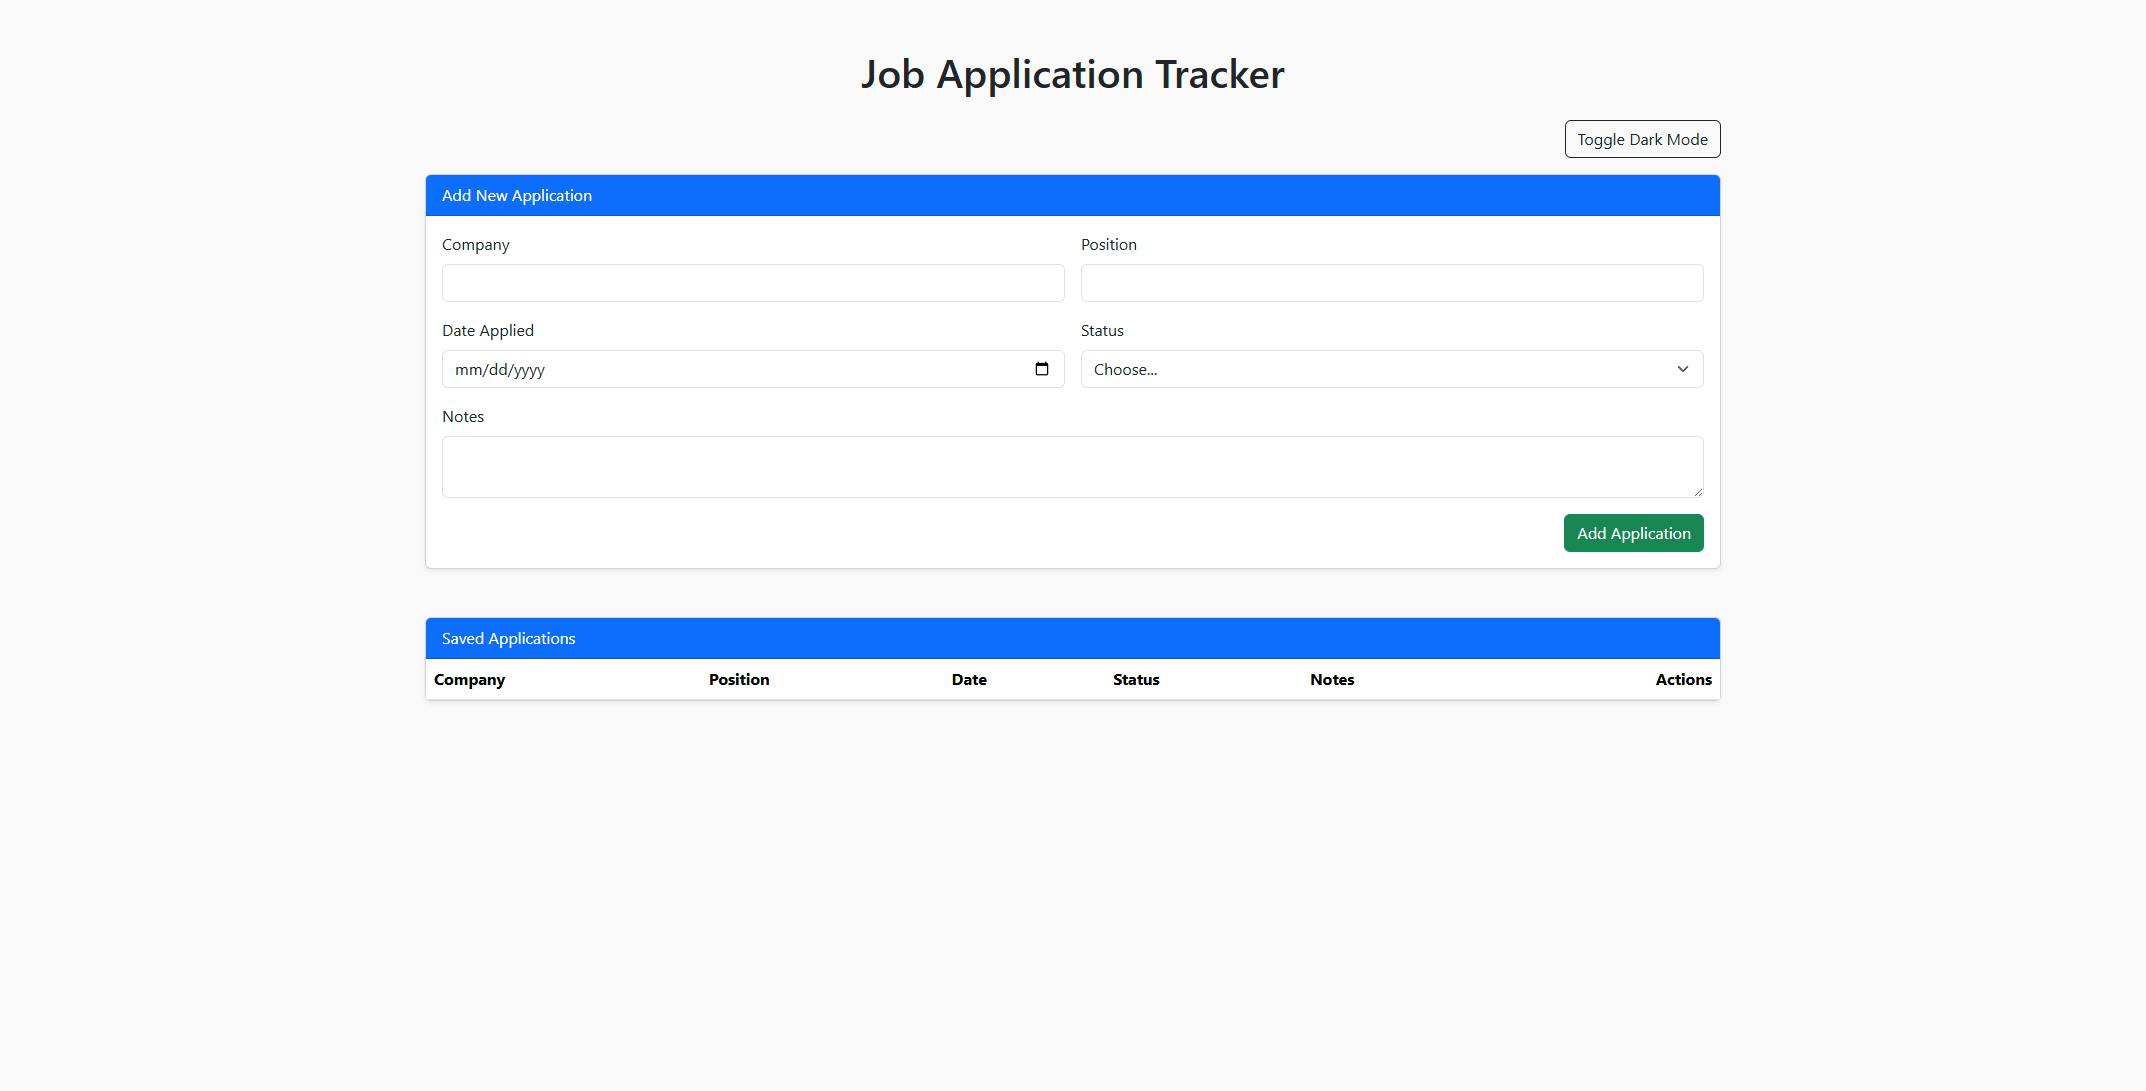 Job Application Tracker
Toggle Dark Mode
Add New Application
Company Position
Date Applied Status
mm/dd/yyyy Choose...
Notes
Add Application
Saved Applications
Company Position Date Status Notes Actions